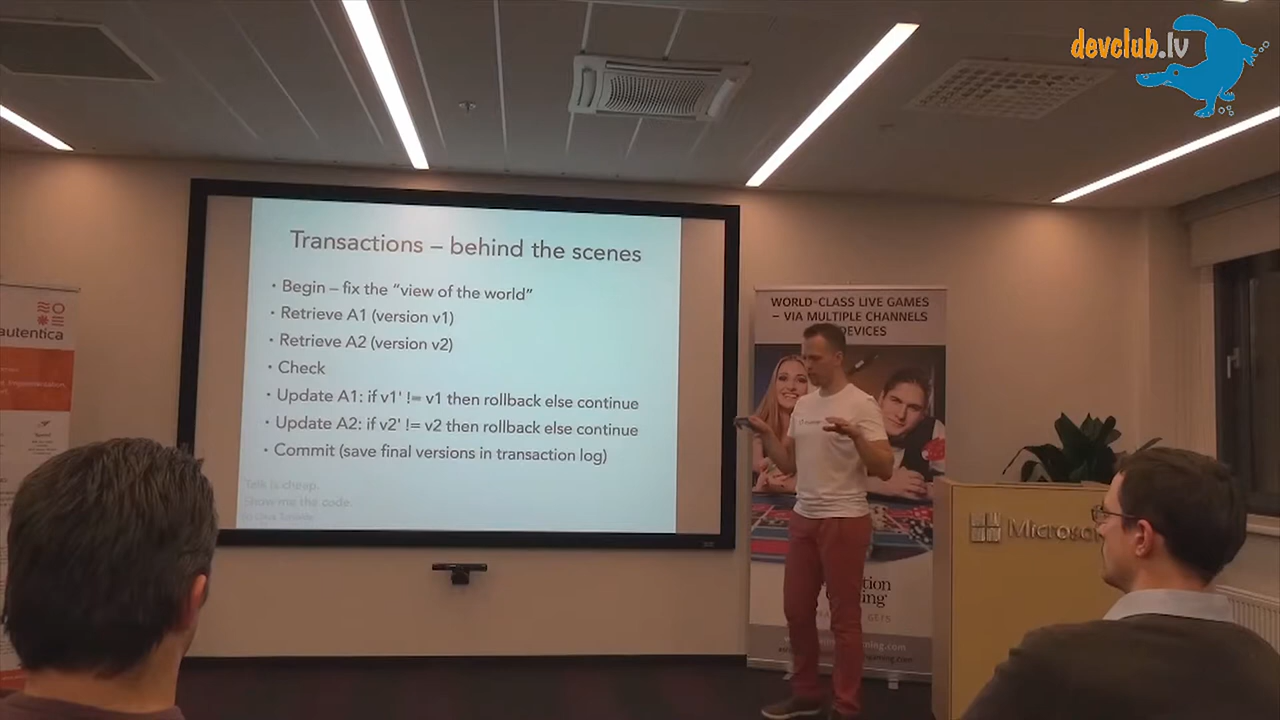 devclub.lv
Transactions – behind the scenes
• Begin – fix the “view of the world”
• Retrieve A1 (version v1)
• Retrieve A2 (version v2)
• Check
• Update A1: if v1' != v1 then rollback else continue
• Update A2: if v2' != v2 then rollback else continue
• Commit (save final versions in transaction log)
Talk is cheap.
Show me the code.
autentica
WORLD-CLASS LIVE GAMES
– VIA MULTIPLE CHANNELS
DEVICES
Microso